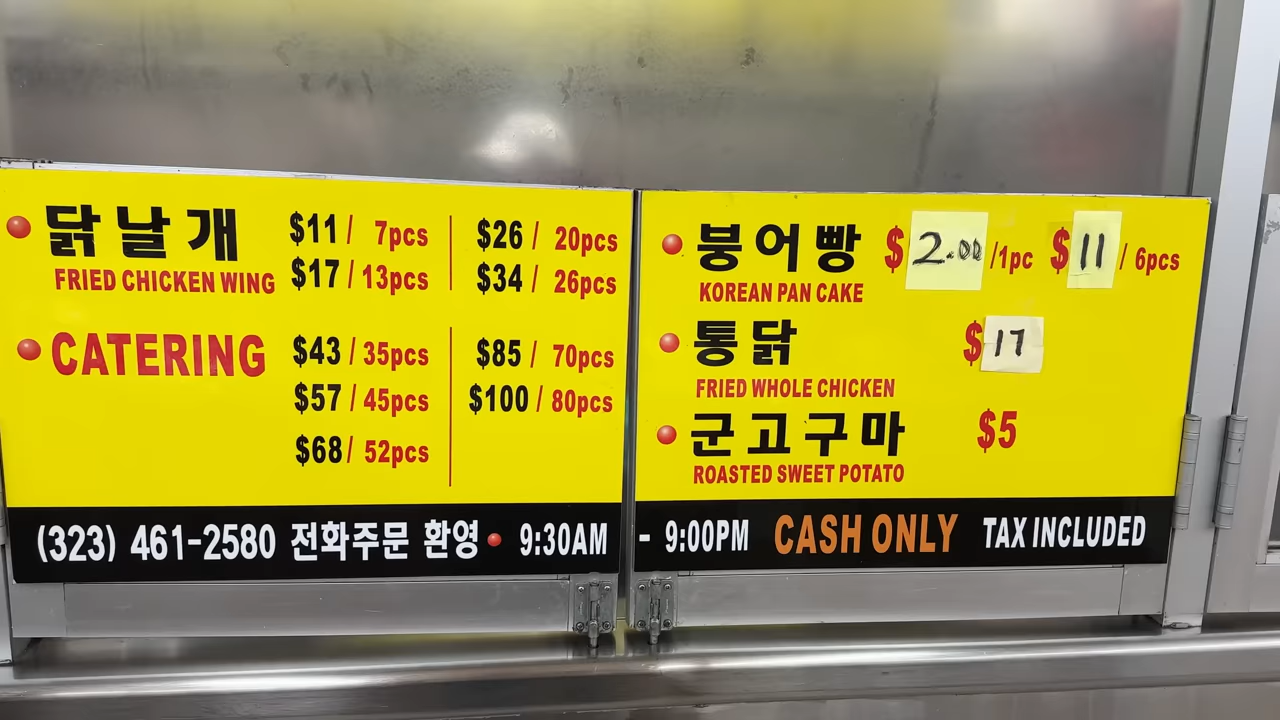 닭날개 $11 / 7pcs $26 / 20pcs
FRIED CHICKEN WING $17 / 13pcs $34 / 26pcs
CATERING $43 / 35pcs $85 / 70pcs
$57 / 45pcs $100 / 80pcs
$68 / 52pcs
(323) 461-2580 전화주문 환영 • 9:30AM
붕어빵 $2.00 /1pc $11 / 6pcs
KOREAN PAN CAKE
통닭 $17
FRIED WHOLE CHICKEN
군고구마 $5
ROASTED SWEET POTATO
- 9:00PM CASH ONLY TAX INCLUDED